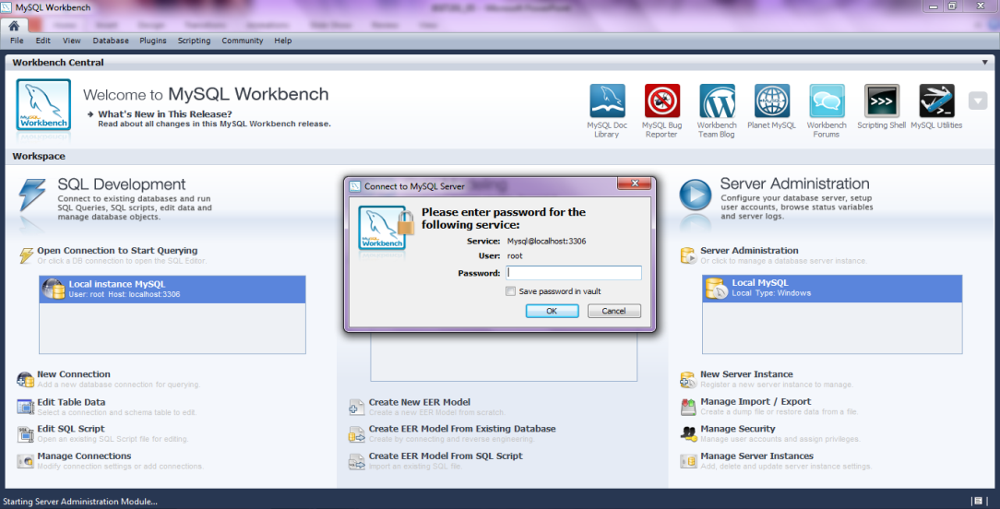 MySQL Workbench
File Edit View Database Plugins Scripting Community Help
Workbench Central
Welcome to MySQL Workbench
What's New in This Release?
Read about all changes in this MySQL Workbench release.
MySQL Doc Library
MySQL Bug Reporter
Workbench Team Blog
Planet MySQL
Workbench Forums
Scripting Shell
MySQL Utilities
Workspace
SQL Development
Connect to existing databases and run
SQL Queries, SQL scripts, edit data and
manage database objects.
Open Connection to Start Querying
Or click a DB connection to open the SQL Editor.
Local instance MySQL
User: root Host: localhost:3306
New Connection
Add a new database connection for querying.
Edit Table Data
Select a connection and schema table to edit.
Edit SQL Script
Open an existing SQL Script file for editing.
Manage Connections
Modify connection settings or add connections.
Connect to MySQL Server
MySQL
Workbench
Please enter password for the
following service:
Service: Mysql@localhost:3306
User: root
Password:
Save password in vault
OK Cancel
Create New EER Model
Create a new EER Model from scratch.
Create EER Model From Existing Database
Create by connecting and reverse engineering.
Create EER Model From SQL Script
Import an existing SQL file.
Server Administration
Configure your database server, setup
user accounts, browse status variables
and server logs.
Server Administration
Or click to manage a database server instance.
Local MySQL
Local Type: Windows
New Server Instance
Register a new server instance to manage.
Manage Import / Export
Create a dump file or restore data from a file.
Manage Security
Manage user accounts and assign privileges.
Manage Server Instances
Add, delete and update server instance settings.
Starting Server Administration Module...